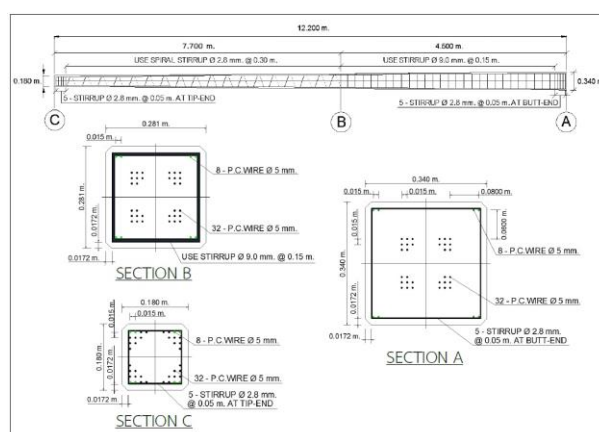 12.200 m.
7.700 m.
4.500 m.
USE SPIRAL STIRRUP Ø 2.8 mm. @ 0.30 m.
USE STIRRUP Ø 9.0 mm. @ 0.15 m.
0.180 m.
0.340 m.
5 - STIRRUP Ø 2.8 mm. @ 0.05 m. AT TIP-END
5 - STIRRUP Ø 2.8 mm. @ 0.05 m. AT BUTT-END
C
B
A
0.281 m.
0.015 m.
0.281 m.
0.0172 m.
0.0172 m.
8 - P.C. WIRE Ø 5 mm.
32 - P.C. WIRE Ø 5 mm.
USE STIRRUP Ø 9.0 mm. @ 0.15 m.
SECTION B
0.340 m.
0.015 m.
0.015 m.
0.0800 m.
0.015 m.
0.340 m.
0.0172 m.
0.0172 m.
0.0800 m.
8 - P.C. WIRE Ø 5 mm.
32 - P.C. WIRE Ø 5 mm.
5 - STIRRUP Ø 2.8 mm.
@ 0.05 m. AT BUTT-END
SECTION A
0.180 m.
0.015 m.
0.015 m.
0.180 m.
0.0172 m.
0.0172 m.
8 - P.C. WIRE Ø 5 mm.
32 - P.C. WIRE Ø 5 mm.
5 - STIRRUP Ø 2.8 mm.
@ 0.05 m. AT TIP-END
SECTION C